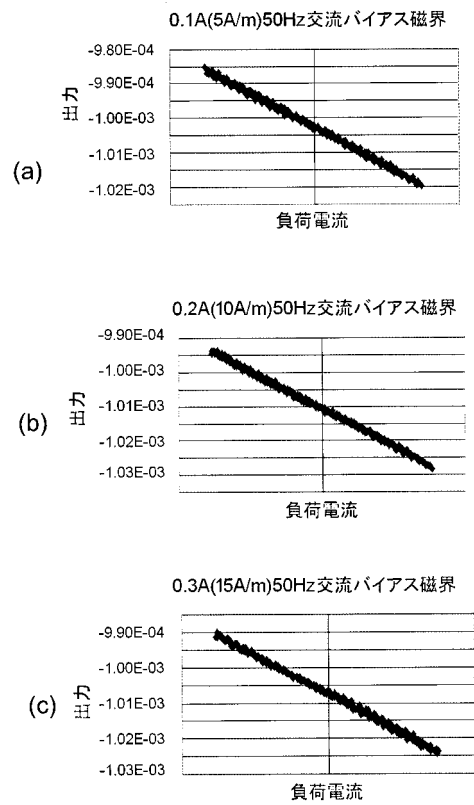 0.1A(5A/m)50Hz交流バイアス磁界
-9.80E-04
-9.90E-04
-1.00E-03
-1.01E-03
-1.02E-03
出力
(a)
負荷電流
0.2A(10A/m)50Hz交流バイアス磁界
-9.90E-04
-1.00E-03
-1.01E-03
-1.02E-03
-1.03E-03
出力
(b)
負荷電流
0.3A(15A/m)50Hz交流バイアス磁界
-9.90E-04
-1.00E-03
-1.01E-03
-1.02E-03
-1.03E-03
出力
(c)
負荷電流